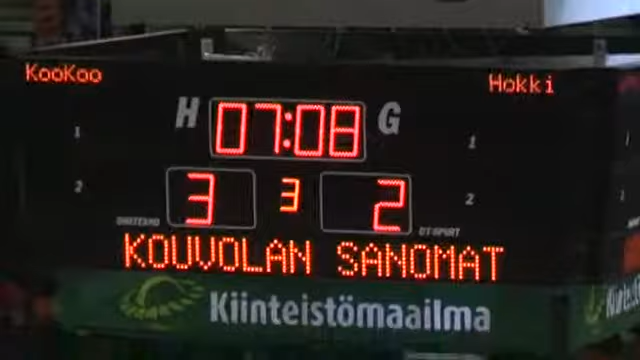 KooKoo Hokki
H 07:08 G
1 1
3 3 2
2 2
KOUVOLAN SANOMAT
Kiinteistömaailma